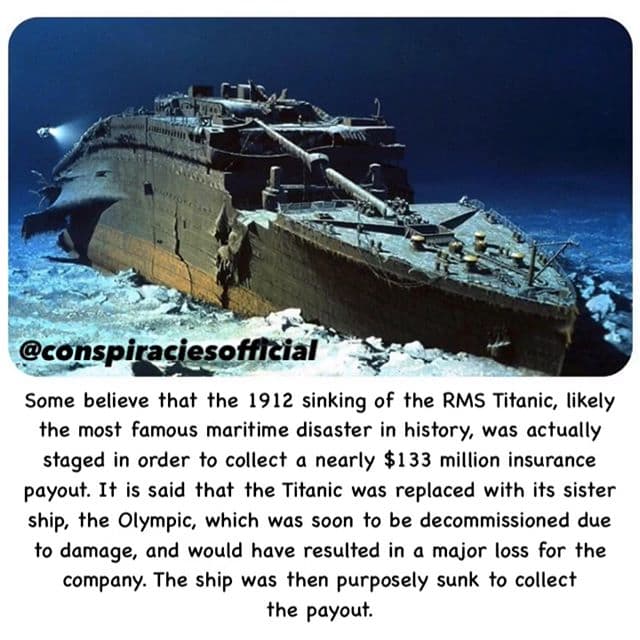 @conspiraciesofficial
Some believe that the 1912 sinking of the RMS Titanic, likely
the most famous maritime disaster in history, was actually
staged in order to collect a nearly $133 million insurance
payout. It is said that the Titanic was replaced with its sister
ship, the Olympic, which was soon to be decommissioned due
to damage, and would have resulted in a major loss for the
company. The ship was then purposely sunk to collect
the payout.